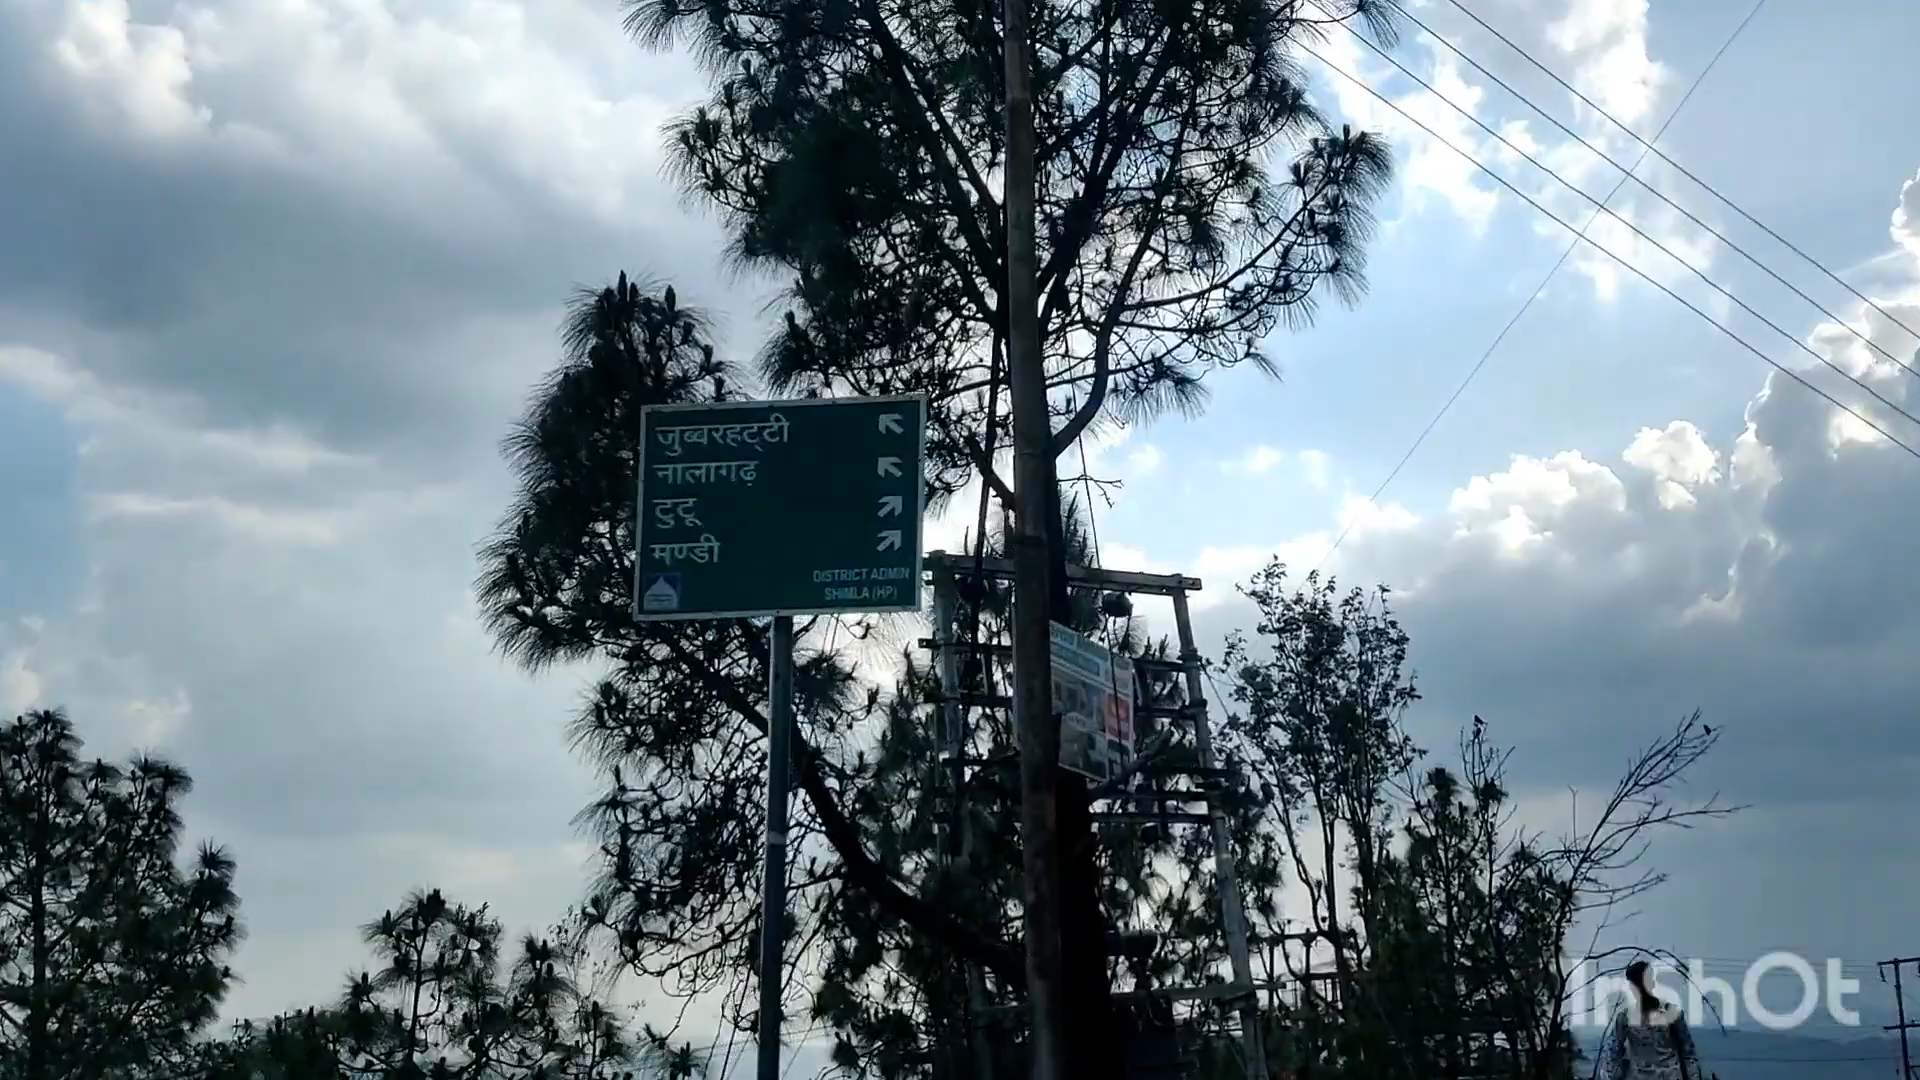 जुब्बरहट्टी
नालागढ़
टुटू
मण्डी
DISTRICT ADMIN
SHIMLA (HP)
InShOt